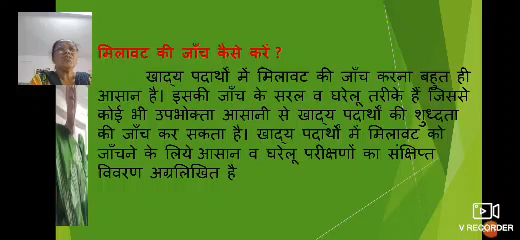 मिलावट की जाँच कैसे करें ?
खाद्य पदार्थो में मिलावट की जाँच करना बहुत ही
आसान है। इसकी जाँच के सरल व घरेलू तरीके हैं जिससे
कोई भी उपभोक्ता आसानी से खाद्य पदार्थों की शुध्दता
की जाँच कर सकता है। खाद्य पदार्थों में मिलावट को
जाँचने के लिये आसान व घरेलू परीक्षणों का संक्षिप्त
विवरण अग्रलिखित है
V RECORDER